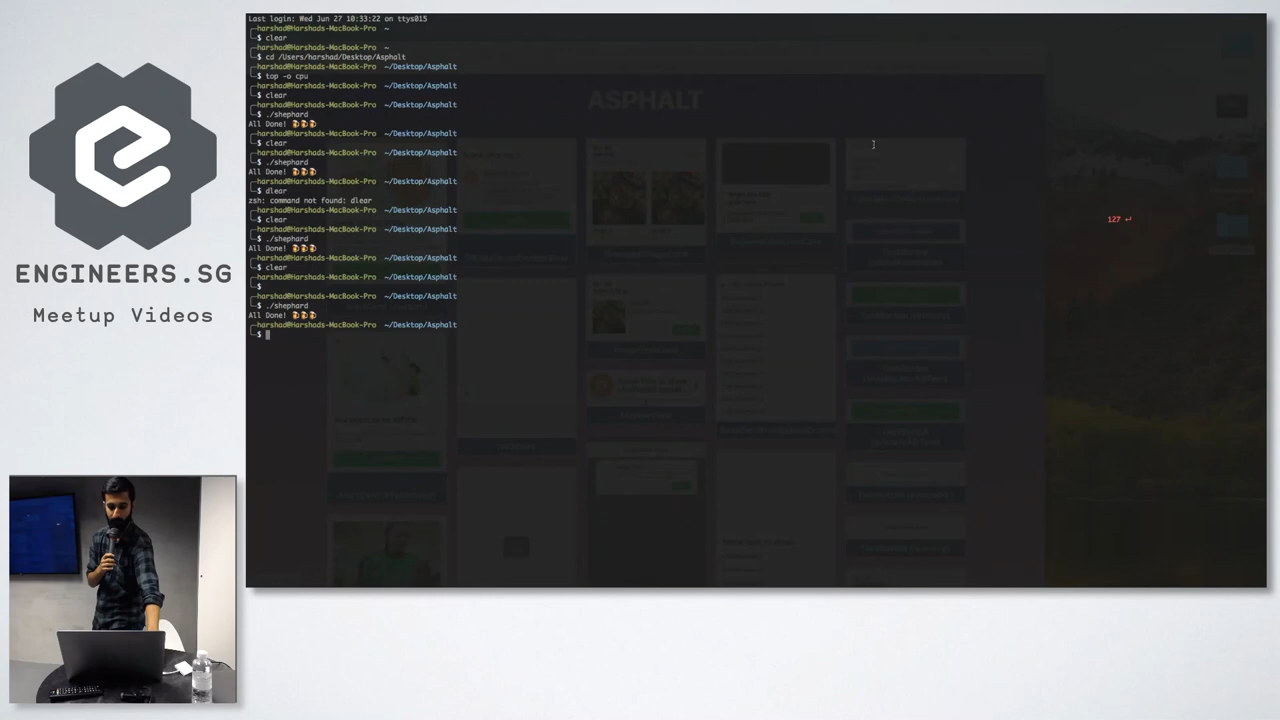 Last login: Wed Jun 27 10:33:22 on ttys015
harshad@Harshads-MacBook-Pro ~
$ clear
harshad@Harshads-MacBook-Pro ~
$ cd /Users/harshad/Desktop/Asphalt
harshad@Harshads-MacBook-Pro ~/Desktop/Asphalt
$ top -o cpu
harshad@Harshads-MacBook-Pro ~/Desktop/Asphalt
$ clear
harshad@Harshads-MacBook-Pro ~/Desktop/Asphalt
$ ./shephard
All Done! 🍻🍻🍻
harshad@Harshads-MacBook-Pro ~/Desktop/Asphalt
$ clear
harshad@Harshads-MacBook-Pro ~/Desktop/Asphalt
$ ./shephard
All Done! 🍻🍻🍻
harshad@Harshads-MacBook-Pro ~/Desktop/Asphalt
$ dlear
zsh: command not found: dlear
harshad@Harshads-MacBook-Pro ~/Desktop/Asphalt
127 ↵
$ clear
harshad@Harshads-MacBook-Pro ~/Desktop/Asphalt
$ ./shephard
All Done! 🍻🍻🍻
harshad@Harshads-MacBook-Pro ~/Desktop/Asphalt
$ clear
harshad@Harshads-MacBook-Pro ~/Desktop/Asphalt
$
harshad@Harshads-MacBook-Pro ~/Desktop/Asphalt
$ ./shephard
All Done! 🍻🍻🍻
harshad@Harshads-MacBook-Pro ~/Desktop/Asphalt
$
ASPHALT
ENGINEERS.SG
Meetup Videos